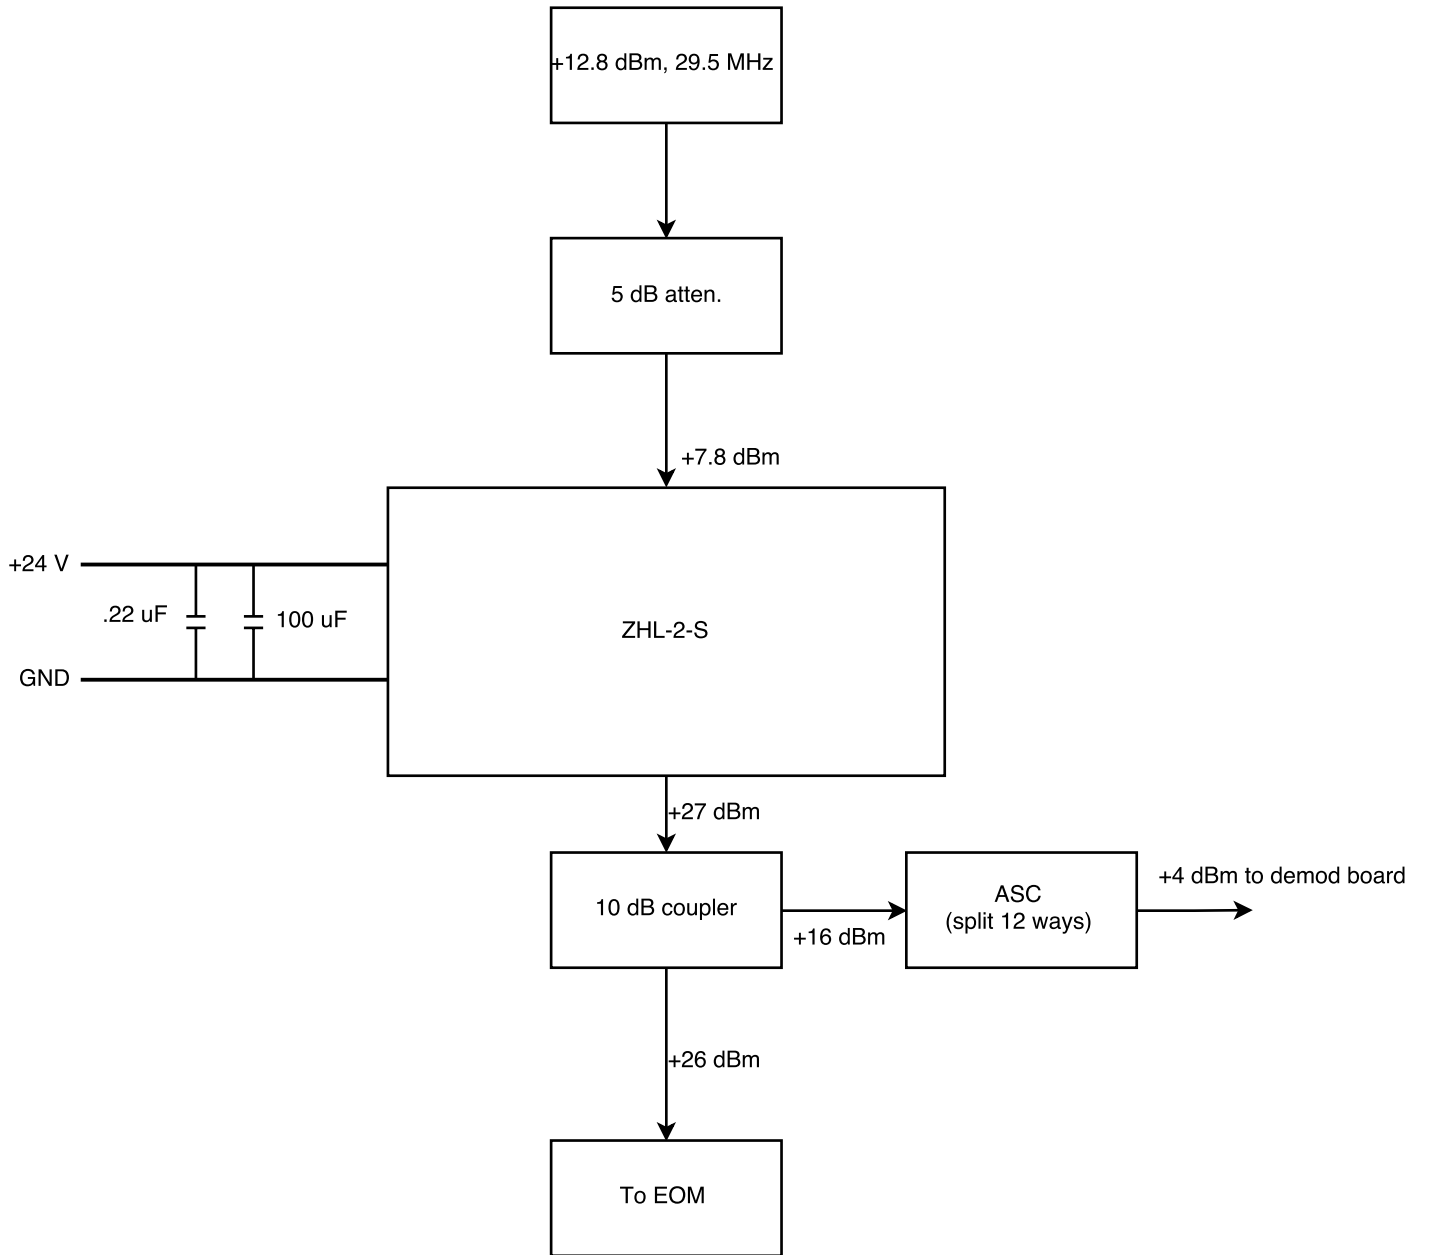 +12.8 dBm, 29.5 MHz
5 dB atten.
+7.8 dBm
+24 V
.22 uF
100 uF
ZHL-2-S
GND
+27 dBm
10 dB coupler
+16 dBm
ASC
(split 12 ways)
+4 dBm to demod board
+26 dBm
To EOM